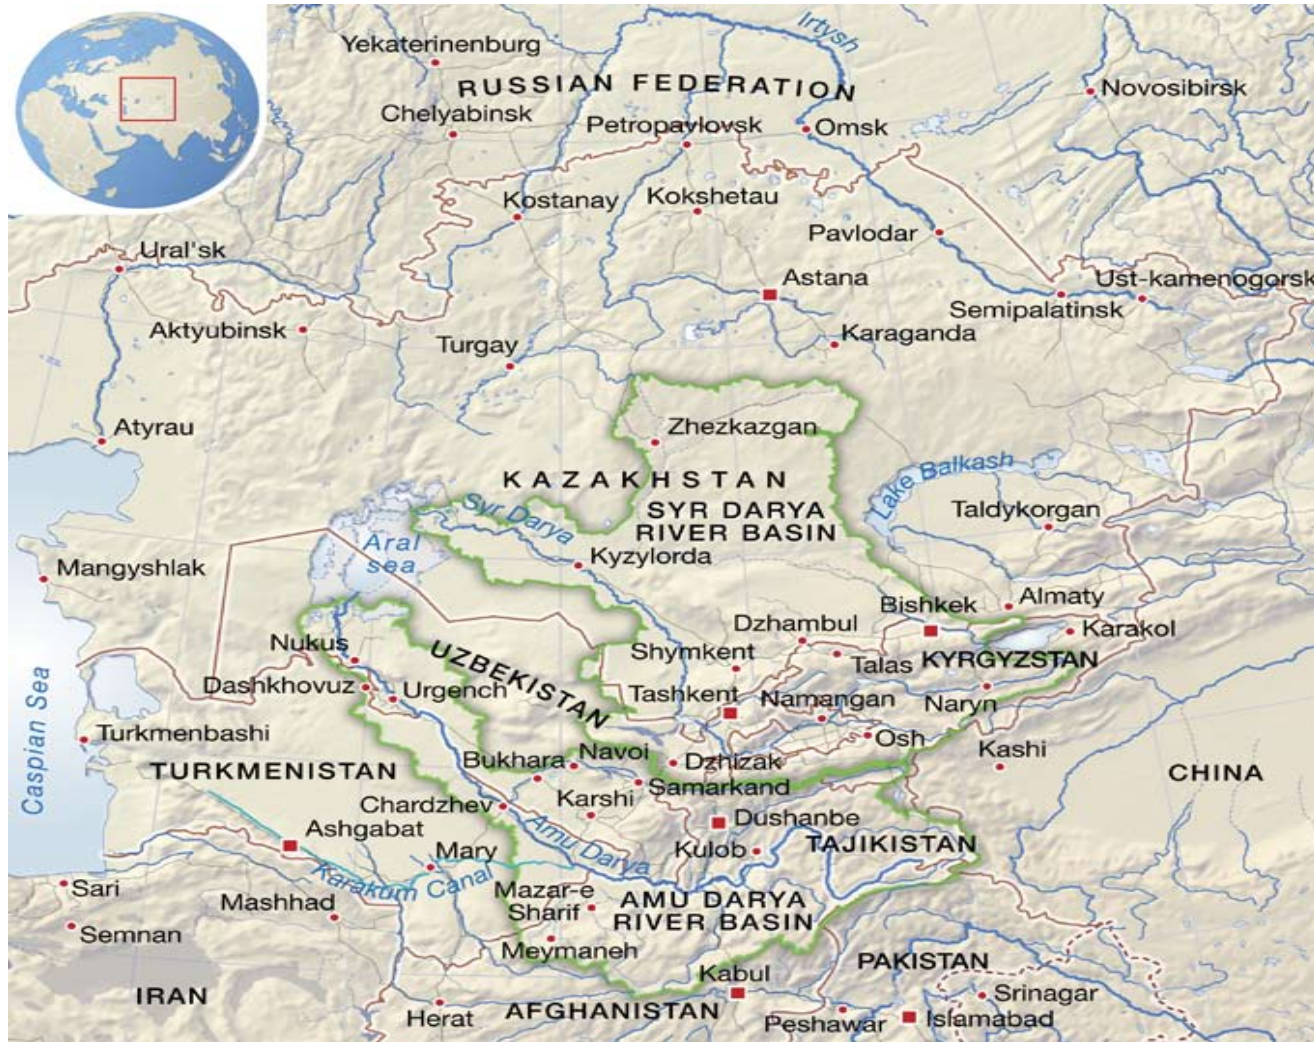 Irtysh
Yekaterinenburg
RUSSIAN FEDERATION
Novosibirsk
Chelyabinsk
Petropavlovsk
Omsk
Kostanay
Kokshetau
Pavlodar
Ural'sk
Astana
Ust-kamenogorsk
Semipalatinsk
Aktyubinsk
Karaganda
Turgay
Atyrau
Zhezkazgan
Lake Balkash
KAZAKHSTAN
SYR DARYA
RIVER BASIN
Syr Darya
Taldykorgan
Aral
sea
Kyzylorda
Mangyshlak
Almaty
Bishkek
Dzhambul
Karakol
Nukus
UZBEKISTAN
Shymkent
Talas
KYRGYZSTAN
Dashkhovuz
Urgench
Tashkent
Namangan
Naryn
Caspian Sea
Turkmenbashi
Osh
Kashi
Bukhara
Navoi
Dzhizak
TURKMENISTAN
CHINA
Samarkand
Karshi
Chardzhev
Amu Darya
Dushanbe
Ashgabat
TAJIKISTAN
Kulob
Mary
Karakum Canal
Sari
Mashhad
Mazar-e
Sharif
AMU DARYA
RIVER BASIN
Semnan
Meymaneh
PAKISTAN
Kabul
IRAN
Srinagar
AFGHANISTAN
Herat
Peshawar
Islamabad